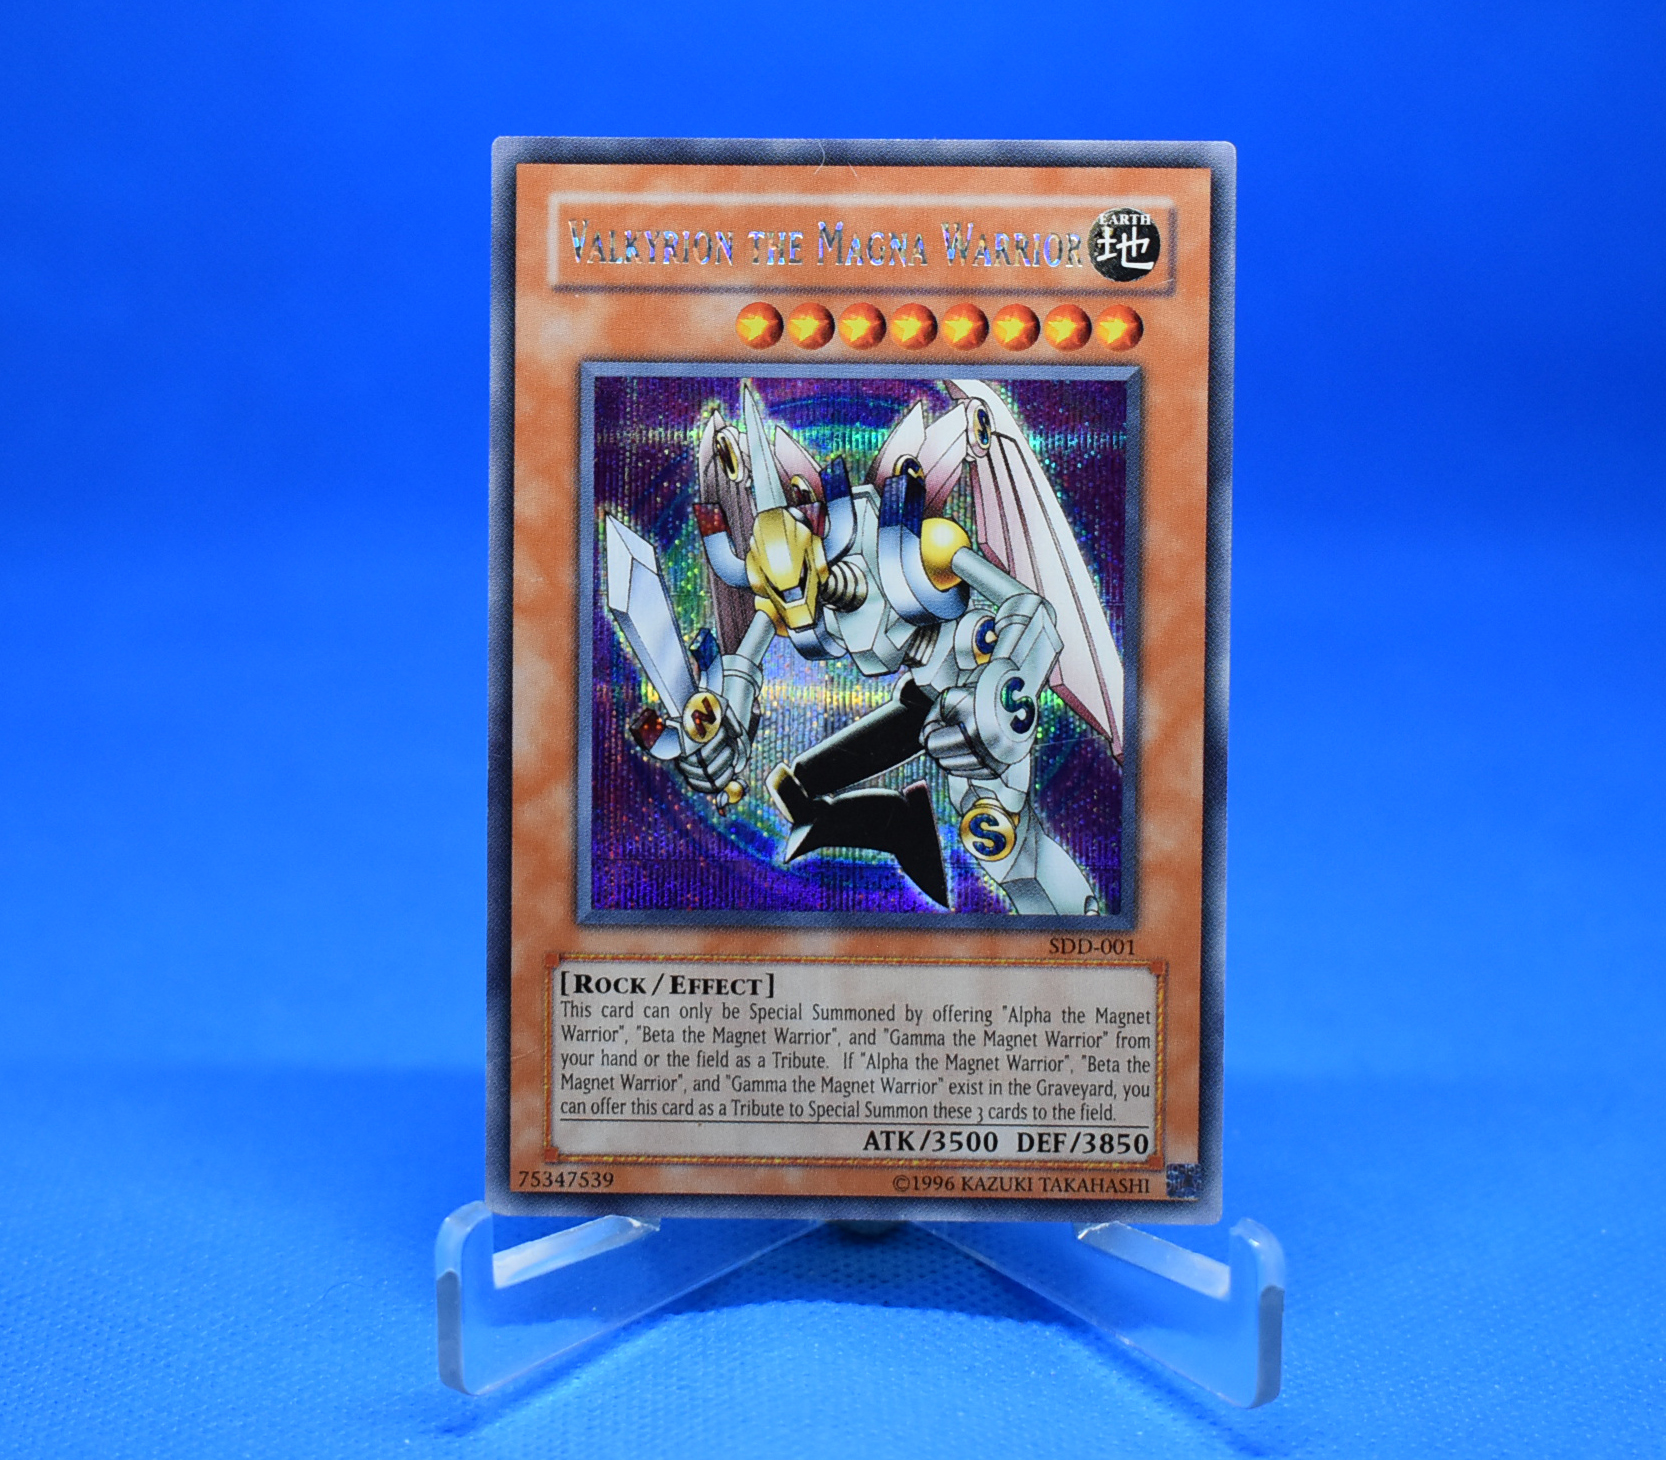 VALKYRION THE MAGNA WARRIOR
EARTH
地
N
S
S
SDD-001
[ROCK / EFFECT]
This card can only be Special Summoned by offering "Alpha the Magnet
Warrior", "Beta the Magnet Warrior", and "Gamma the Magnet Warrior" from
your hand or the field as a Tribute. If "Alpha the Magnet Warrior", "Beta the
Magnet Warrior", and "Gamma the Magnet Warrior" exist in the Graveyard, you
can offer this card as a Tribute to Special Summon these 3 cards to the field.
ATK/3500 DEF/3850
75347539
©1996 KAZUKI TAKAHASHI